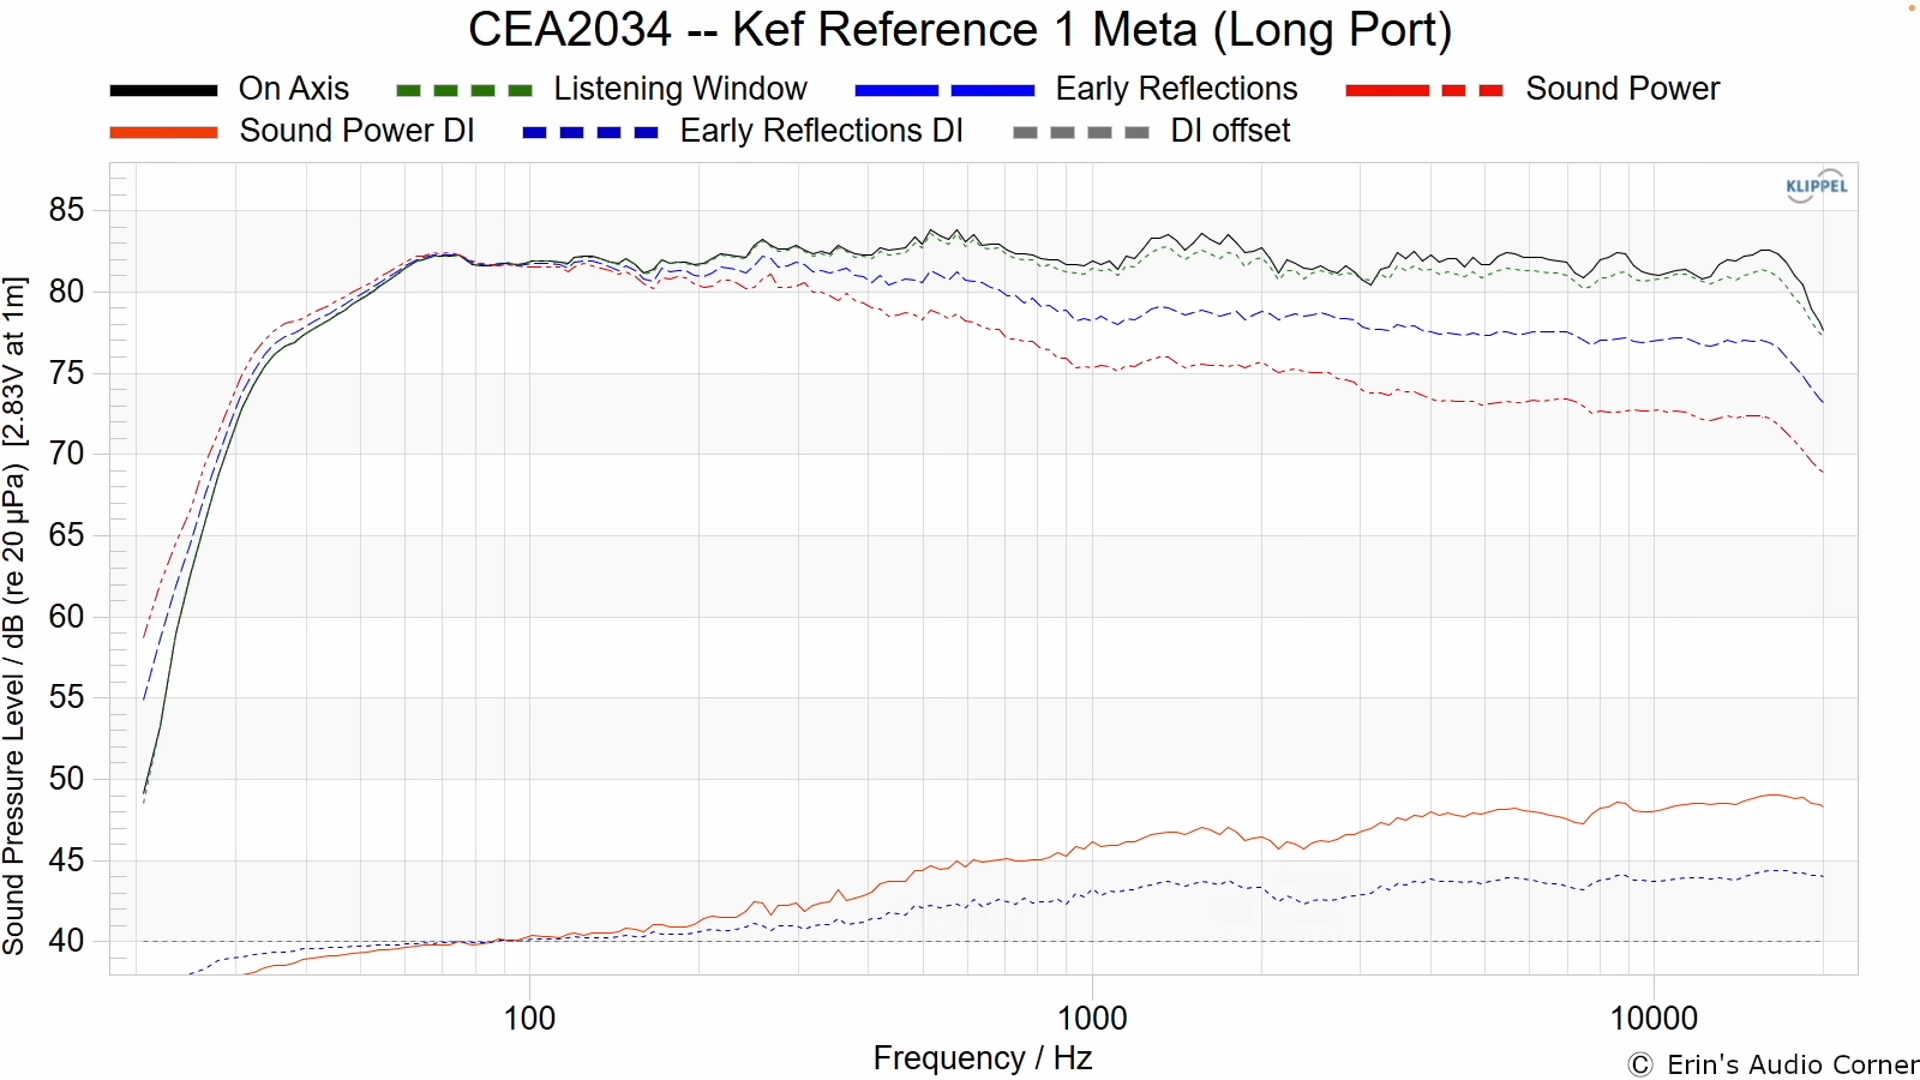 CEA2034 -- Kef Reference 1 Meta (Long Port)
On Axis Listening Window Early Reflections Sound Power
Sound Power DI Early Reflections DI DI offset
KLIPPEL
Sound Pressure Level / dB (re 20 µPa) [2.83V at 1m]
85
80
75
70
65
60
55
50
45
40
100 1000 10000
Frequency / Hz
© Erin's Audio Corner